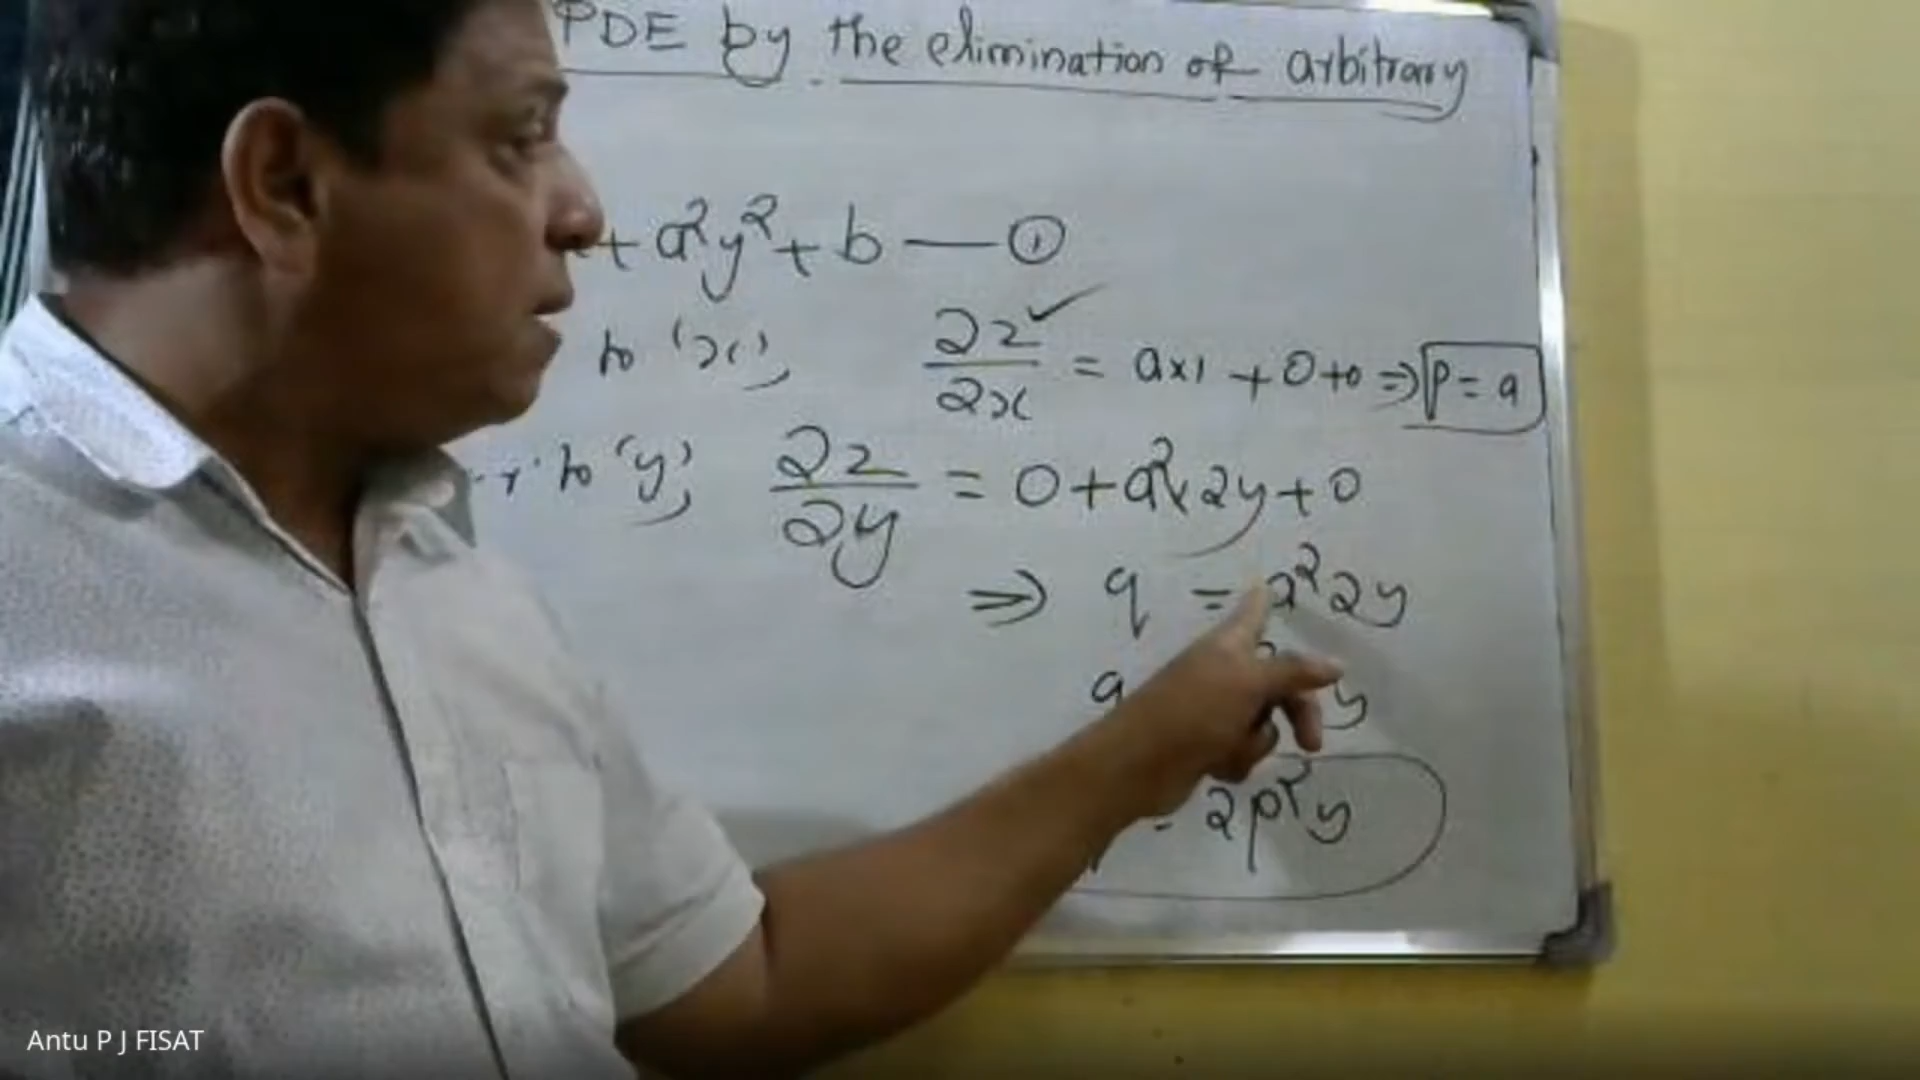 PDE by the elimination of arbitrary
+ a²y² + b — ①
to 'x', ∂z/∂x ✓ = a×1 + 0 + 0 ⇒ p = a
r. to 'y', ∂z/∂y = 0 + a²×2y + 0
⇒ q = a²2y
q y
= 2p²y
Antu P J FISAT